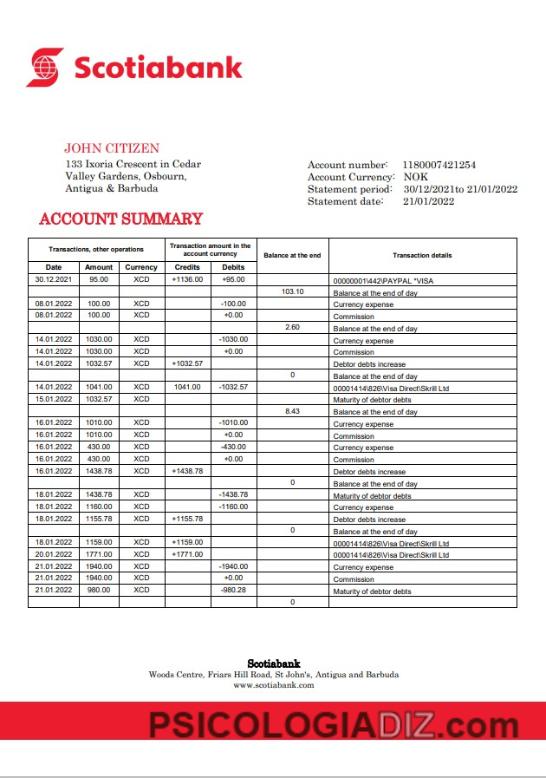 Scotiabank
JOHN CITIZEN
133 Ixoria Crescent in Cedar
Valley Gardens, Osbourn,
Antigua & Barbuda
Account number: 1180007421254
Account Currency: NOK
Statement period: 30/12/2021to 21/01/2022
Statement date: 21/01/2022
ACCOUNT SUMMARY
Transactions, other operations Transaction amount in the account currency Balance at the end Transaction details
Date Amount Currency Credits Debits
30.12.2021 95.00 XCD +1136.00 +95.00 00000001\442\PAYPAL *VISA
103.10 Balance at the end of day
08.01.2022 100.00 XCD -100.00 Currency expense
08.01.2022 100.00 XCD +0.00 Commission
2.60 Balance at the end of day
14.01.2022 1030.00 XCD -1030.00 Currency expense
14.01.2022 1030.00 XCD +0.00 Commission
14.01.2022 1032.57 XCD +1032.57 Debtor debts increase
0 Balance at the end of day
14.01.2022 1041.00 XCD 1041.00 -1032.57 00001414\826\Visa Direct\Skrill Ltd
15.01.2022 1032.57 XCD Maturity of debtor debts
8.43 Balance at the end of day
16.01.2022 1010.00 XCD -1010.00 Currency expense
16.01.2022 1010.00 XCD +0.00 Commission
16.01.2022 430.00 XCD -430.00 Currency expense
16.01.2022 430.00 XCD +0.00 Commission
16.01.2022 1438.78 XCD +1438.78 Debtor debts increase
0 Balance at the end of day
18.01.2022 1438.78 XCD -1438.78 Maturity of debtor debts
18.01.2022 1160.00 XCD -1160.00 Currency expense
18.01.2022 1155.78 XCD +1155.78 Debtor debts increase
0 Balance at the end of day
18.01.2022 1159.00 XCD +1159.00 00001414\826\Visa Direct\Skrill Ltd
20.01.2022 1771.00 XCD +1771.00 00001414\826\Visa Direct\Skrill Ltd
21.01.2022 1940.00 XCD -1940.00 Currency expense
21.01.2022 1940.00 XCD +0.00 Commission
21.01.2022 980.00 XCD -980.28 Maturity of debtor debts
0
Scotiabank
Woods Centre, Friars Hill Road, St John's, Antigua and Barbuda
www.scotiabank.com
PSICOLOGIADIZ.com